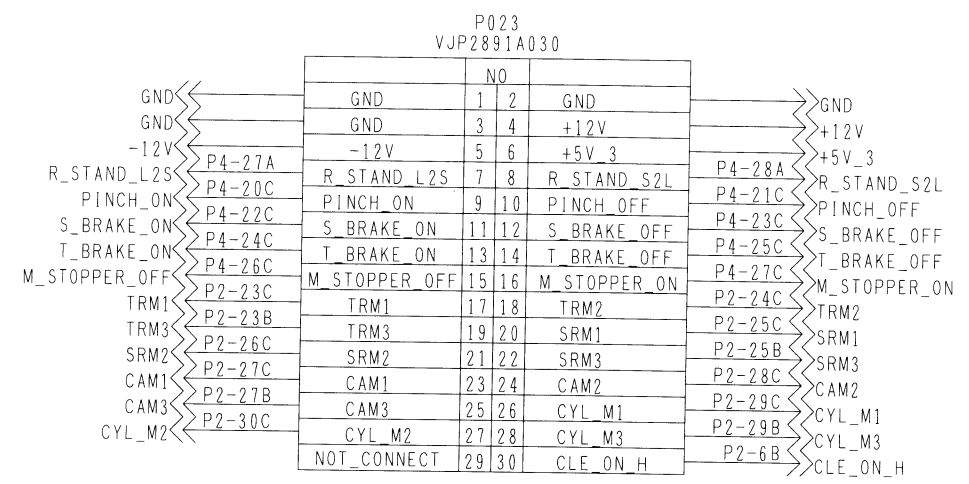 P023
VJP2891A030
NO
GND GND 1 2 GND GND
GND GND 3 4 +12V +12V
-12V -12V 5 6 +5V_3 +5V_3
R_STAND_L2S P4-27A R_STAND_L2S 7 8 R_STAND_S2L P4-28A R_STAND_S2L
PINCH_ON P4-20C PINCH_ON 9 10 PINCH_OFF P4-21C PINCH_OFF
S_BRAKE_ON P4-22C S_BRAKE_ON 11 12 S_BRAKE_OFF P4-23C S_BRAKE_OFF
T_BRAKE_ON P4-24C T_BRAKE_ON 13 14 T_BRAKE_OFF P4-25C T_BRAKE_OFF
M_STOPPER_OFF P4-26C M_STOPPER_OFF 15 16 M_STOPPER_ON P4-27C M_STOPPER_ON
TRM1 P2-23C TRM1 17 18 TRM2 P2-24C TRM2
TRM3 P2-23B TRM3 19 20 SRM1 P2-25C SRM1
SRM2 P2-26C SRM2 21 22 SRM3 P2-25B SRM3
CAM1 P2-27C CAM1 23 24 CAM2 P2-28C CAM2
CAM3 P2-27B CAM3 25 26 CYL_M1 P2-29C CYL_M1
CYL_M2 P2-30C CYL_M2 27 28 CYL_M3 P2-29B CYL_M3
NOT_CONNECT 29 30 CLE_ON_H P2-6B CLE_ON_H